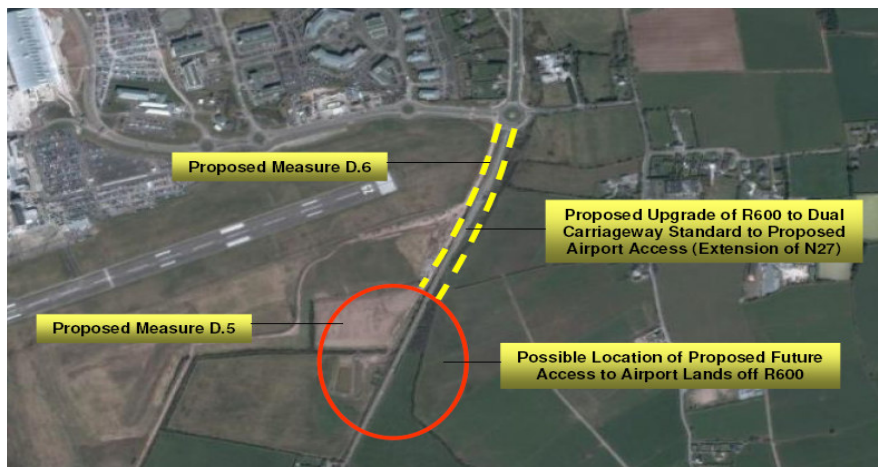 Proposed Measure D.6
Proposed Upgrade of R600 to Dual
Carriageway Standard to Proposed
Airport Access (Extension of N27)
Proposed Measure D.5
Possible Location of Proposed Future
Access to Airport Lands off R600